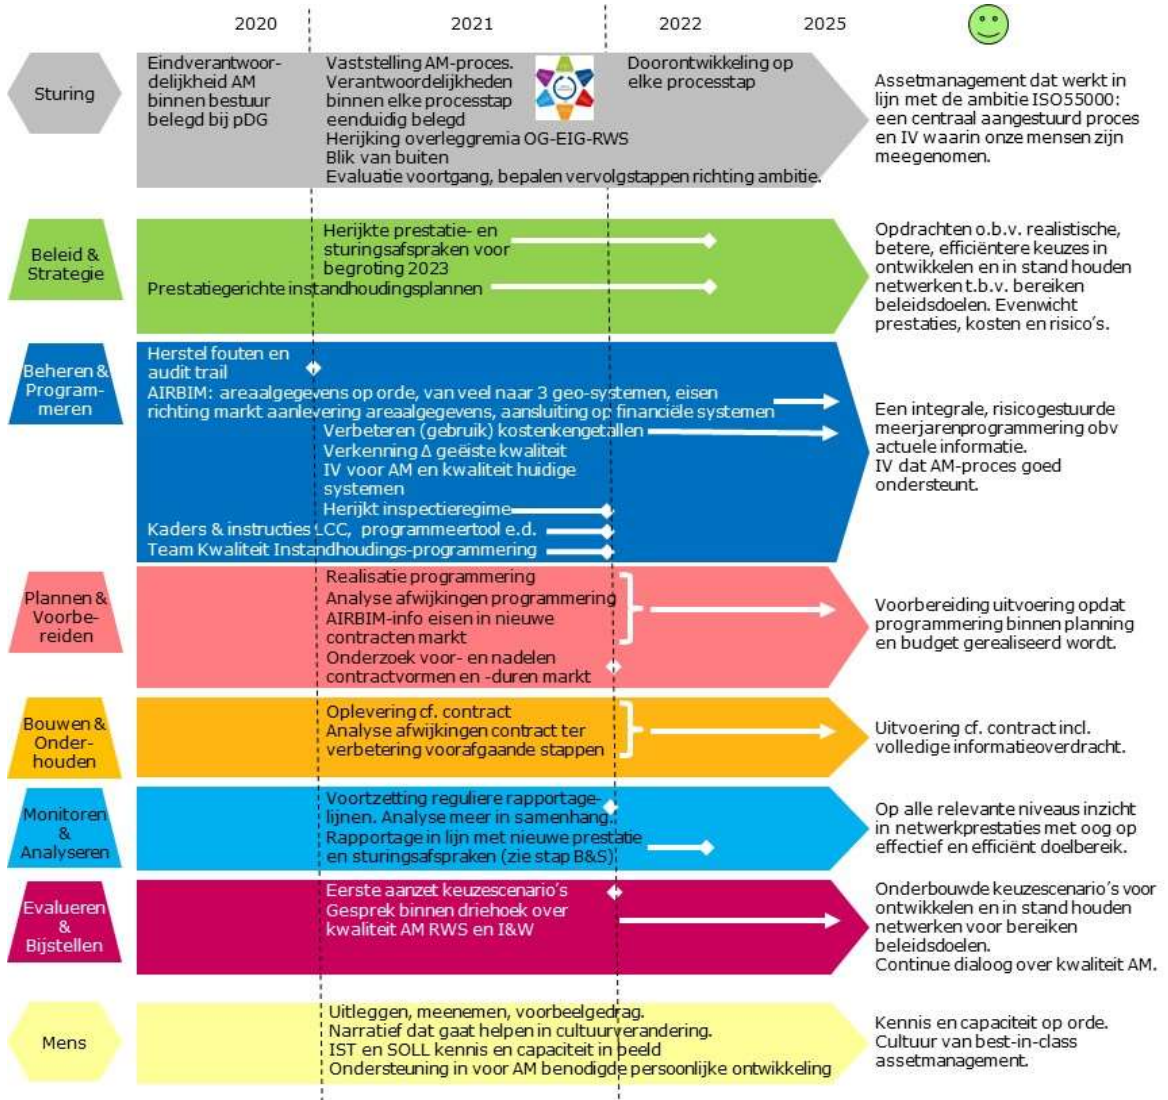 2020
2021
2022
2025
Sturing
Eindverantwoor-
delijkheid AM
binnen bestuur
belegd bij pDG
Vaststelling AM-proces.
Verantwoordelijkheden
binnen elke processtap
eenduidig belegd
Herijking overleggremia OG-EIG-RWS
Blik van buiten
Evaluatie voortgang, bepalen vervolgstappen richting ambitie.
Doorontwikkeling op
elke processtap
Assetmanagement dat werkt in
lijn met de ambitie ISO55000:
een centraal aangestuurd proces
en IV waarin onze mensen zijn
meegenomen.
Beleid &
Strategie
Herijkte prestatie- en
sturingsafspraken voor
begroting 2023
Prestatiegerichte instandhoudingsplannen
Opdrachten o.b.v. realistische,
betere, efficiëntere keuzes in
ontwikkelen en in stand houden
netwerken t.b.v. bereiken
beleidsdoelen. Evenwicht
prestaties, kosten en risico's.
Beheren &
Program-
meren
Herstel fouten en
audit trail
AIRBIM: areaalgegevens op orde, van veel naar 3 geo-systemen, eisen
richting markt aanlevering areaalgegevens, aansluiting op financiële systemen
Verbeteren (gebruik) kostenkengetallen
Verkenning Δ geëiste kwaliteit
IV voor AM en kwaliteit huidige
systemen
Herijkt inspectieregime
Kaders & instructies LCC, programmeertool e.d.
Team Kwaliteit Instandhoudings-programmering
Een integrale, risicogestuurde
meerjarenprogrammering obv
actuele informatie.
IV dat AM-proces goed
ondersteunt.
Plannen &
Voorbe-
reiden
Realisatie programmering
Analyse afwijkingen programmering
AIRBIM-info eisen in nieuwe
contracten markt
Onderzoek voor- en nadelen
contractvormen en -duren markt
Voorbereiding uitvoering opdat
programmering binnen planning
en budget gerealiseerd wordt.
Bouwen &
Onder-
houden
Oplevering cf. contract
Analyse afwijkingen contract ter
verbetering voorafgaande stappen
Uitvoering cf. contract incl.
volledige informatieoverdracht.
Monitoren
&
Analyseren
Voortzetting reguliere rapportage-
lijnen. Analyse meer in samenhang.
Rapportage in lijn met nieuwe prestatie
en sturingsafspraken (zie stap B&S)
Op alle relevante niveaus inzicht
in netwerkprestaties met oog op
effectief en efficiënt doelbereik.
Evalueren
&
Bijstellen
Eerste aanzet keuzescenario's
Gesprek binnen driehoek over
kwaliteit AM RWS en I&W
Onderbouwde keuzescenario's voor
ontwikkelen en in stand houden
netwerken voor bereiken
beleidsdoelen.
Continue dialoog over kwaliteit AM.
Mens
Uitleggen, meenemen, voorbeelgedrag.
Narratief dat gaat helpen in cultuurverandering.
IST en SOLL kennis en capaciteit in beeld
Ondersteuning in voor AM benodigde persoonlijke ontwikkeling
Kennis en capaciteit op orde.
Cultuur van best-in-class
assetmanagement.